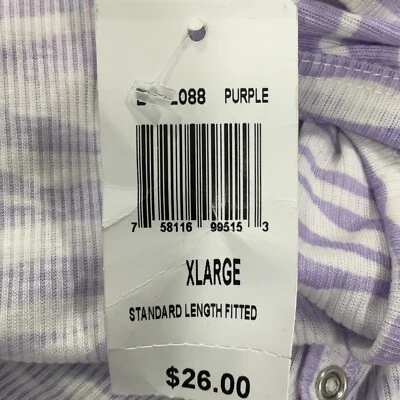 PURPLE
7 58116 99515 3
XLARGE
STANDARD LENGTH FITTED
$26.00